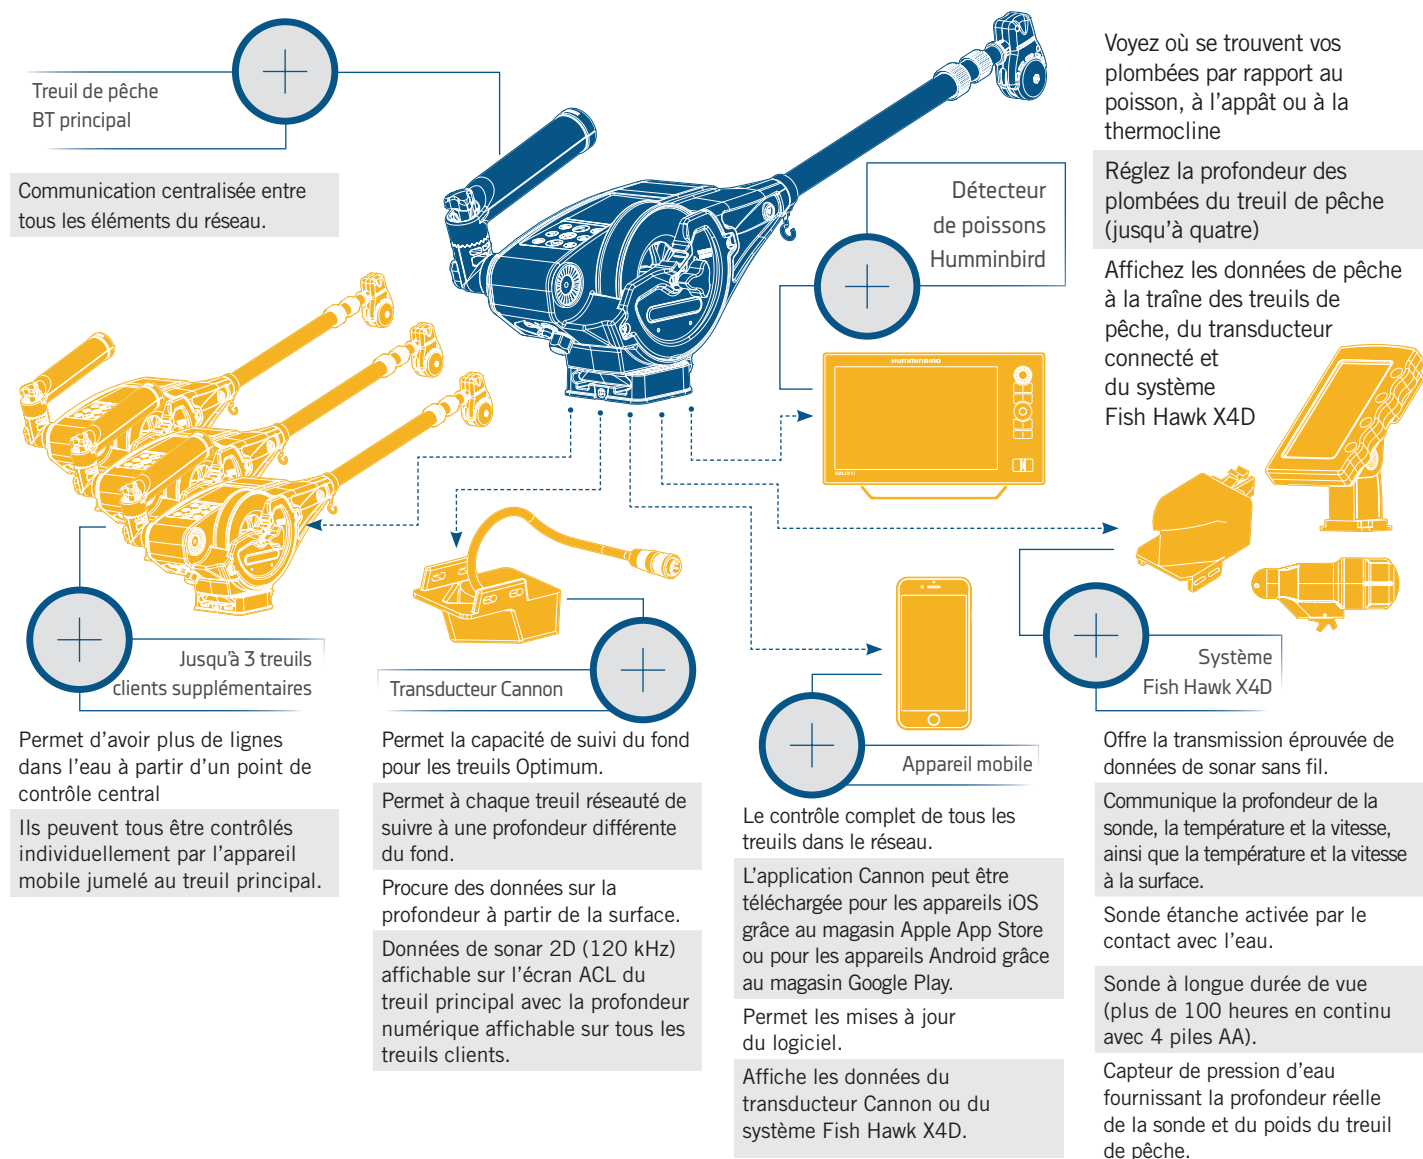 Treuil de pêche
BT principal
Communication centralisée entre
tous les éléments du réseau.
Détecteur
de poissons
Humminbird
Voyez où se trouvent vos
plombées par rapport au
poisson, à l'appât ou à la
thermocline
Réglez la profondeur des
plombées du treuil de pêche
(jusqu'à quatre)
Affichez les données de pêche
à la traîne des treuils de
pêche, du transducteur
connecté et
du système
Fish Hawk X4D
HUMMINBIRD
SOLIX12
Jusqu'à 3 treuils
clients supplémentaires
Permet d'avoir plus de lignes
dans l'eau à partir d'un point de
contrôle central
Ils peuvent tous être contrôlés
individuellement par l'appareil
mobile jumelé au treuil principal.
Transducteur Cannon
Permet la capacité de suivi du fond
pour les treuils Optimum.
Permet à chaque treuil réseauté de
suivre à une profondeur différente
du fond.
Procure des données sur la
profondeur à partir de la surface.
Données de sonar 2D (120 kHz)
affichable sur l'écran ACL du
treuil principal avec la profondeur
numérique affichable sur tous les
treuils clients.
Appareil mobile
Le contrôle complet de tous les
treuils dans le réseau.
L'application Cannon peut être
téléchargée pour les appareils iOS
grâce au magasin Apple App Store
ou pour les appareils Android grâce
au magasin Google Play.
Permet les mises à jour
du logiciel.
Affiche les données du
transducteur Cannon ou du
système Fish Hawk X4D.
Système
Fish Hawk X4D
Offre la transmission éprouvée de
données de sonar sans fil.
Communique la profondeur de la
sonde, la température et la vitesse,
ainsi que la température et la vitesse
à la surface.
Sonde étanche activée par le
contact avec l'eau.
Sonde à longue durée de vue
(plus de 100 heures en continu
avec 4 piles AA).
Capteur de pression d'eau
fournissant la profondeur réelle
de la sonde et du poids du treuil
de pêche.